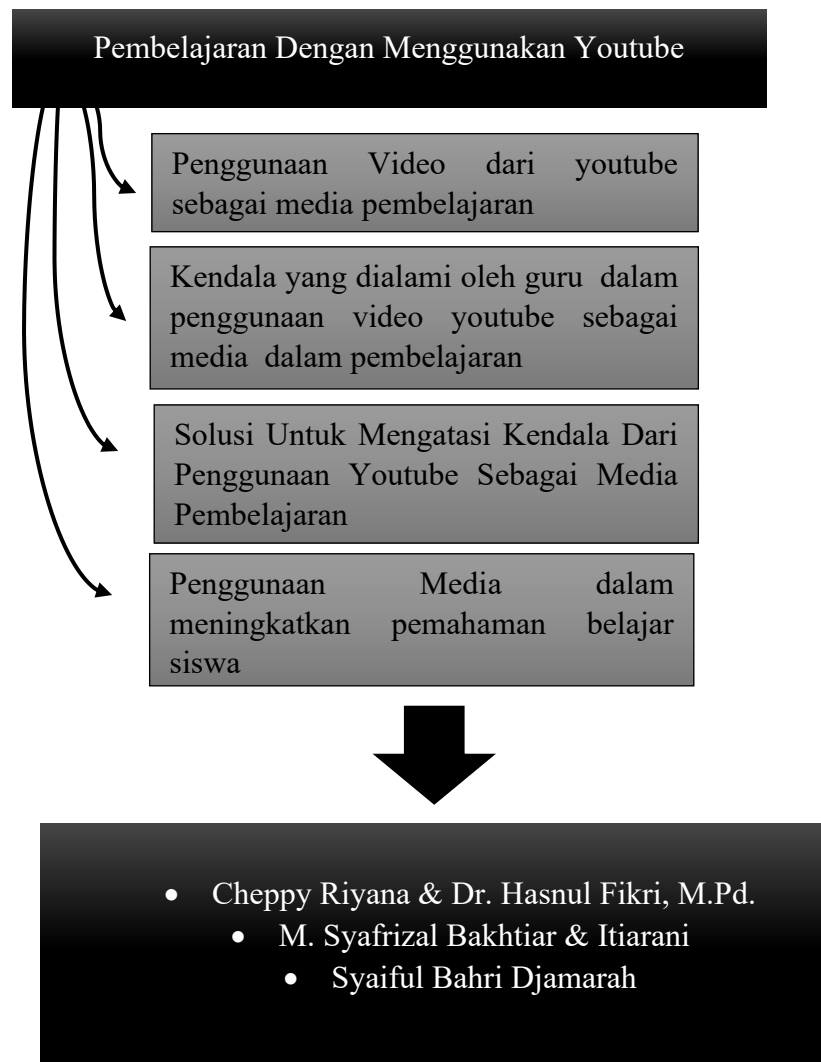 Pembelajaran Dengan Menggunakan Youtube
Penggunaan Video dari youtube
sebagai media pembelajaran
Kendala yang dialami oleh guru dalam
penggunaan video youtube sebagai
media dalam pembelajaran
Solusi Untuk Mengatasi Kendala Dari
Penggunaan Youtube Sebagai Media
Pembelajaran
Penggunaan Media dalam
meningkatkan pemahaman belajar
siswa
• Cheppy Riyana & Dr. Hasnul Fikri, M.Pd.
• M. Syafrizal Bakhtiar & Itiarani
• Syaiful Bahri Djamarah